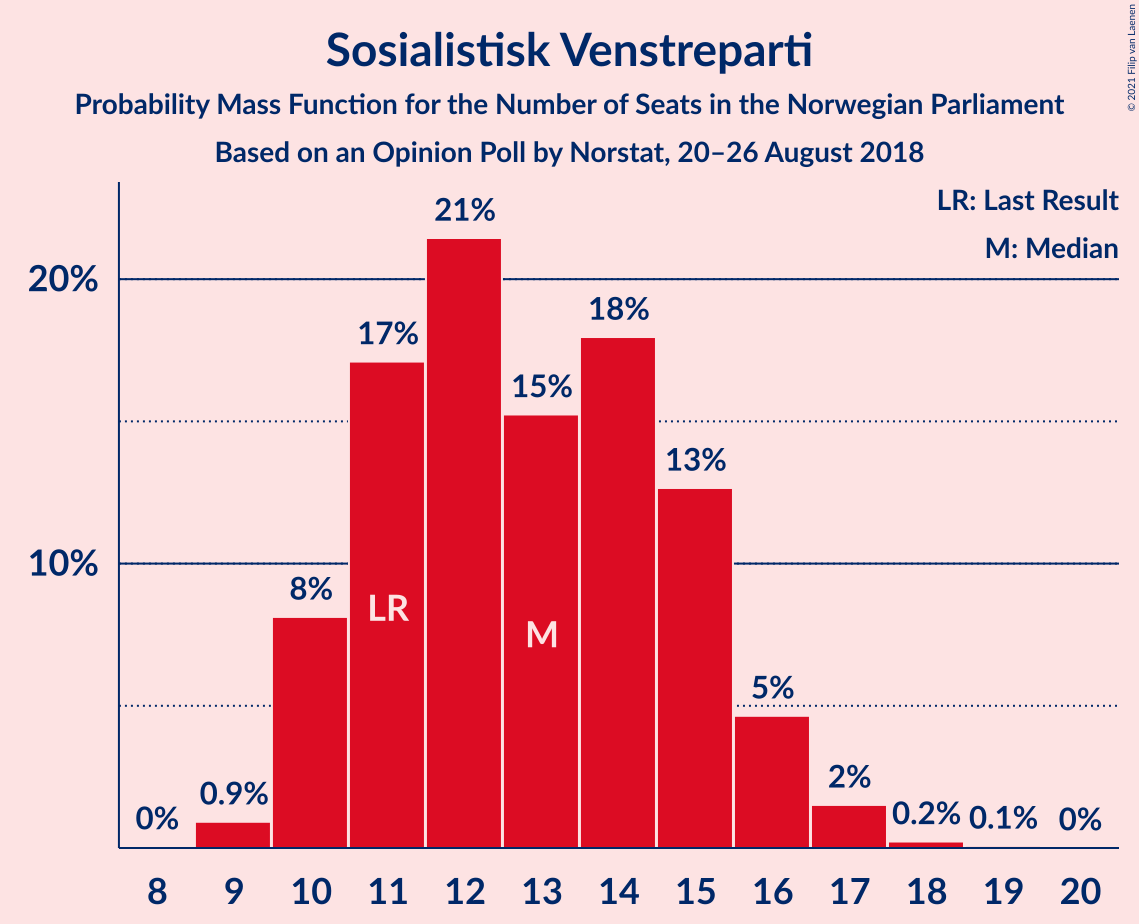 Sosialistisk Venstreparti
Probability Mass Function for the Number of Seats in the Norwegian Parliament
Based on an Opinion Poll by Norstat, 20–26 August 2018
© 2021 Filip van Laenen
LR: Last Result
M: Median
20%
10%
0%
0.9%
8%
17%
21%
15%
18%
13%
5%
2%
0.2%
0.1%
0%
LR
M
8 9 10 11 12 13 14 15 16 17 18 19 20